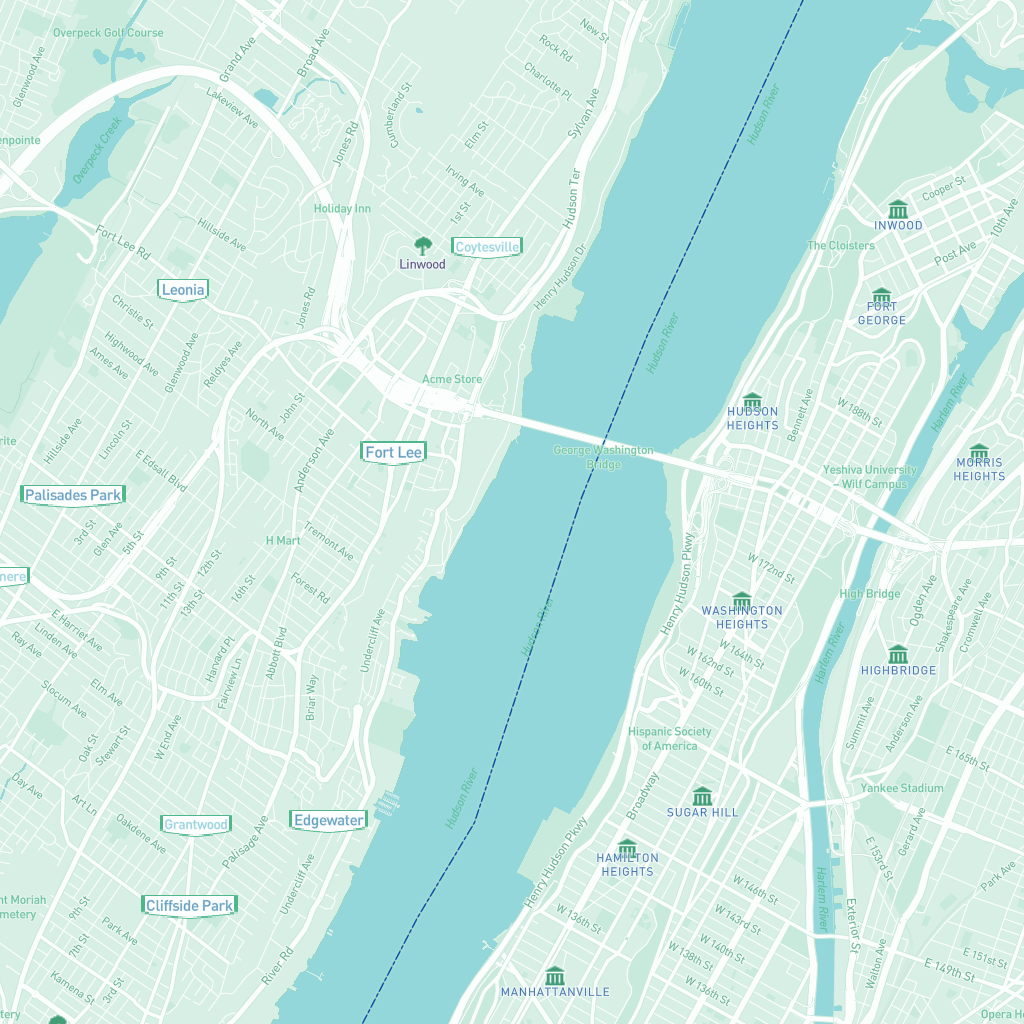 New St
Overpeck Golf Course
Broad Ave
Grand Ave
Rock Rd
Glenwood Ave
Charlotte Pl
Lakeview Ave
Cumberland St
Sylvan Ave
Hudson River
Elm St
Jones Rd
Overpeck Creek
enpointe
Irving Ave
Cooper St
Hudson Ter
Holiday Inn
1st St
INWOOD
10th Ave
Hillside Ave
Fort Lee Rd
Coytesville
The Cloisters
Post Ave
Linwood
Henry Hudson Dr
Leonia
Jones Rd
Christie St
FORT
GEORGE
Hudson River
Highwood Ave
Ames Ave
Glenwood Ave
Reldyes Ave
Acme Store
John St
Harlem River
W 188th St
Bennett Ave
HUDSON
HEIGHTS
North Ave
Hillside Ave
Lincoln St
rite
Anderson Ave
Fort Lee
George Washington
Bridge
MORRIS
HEIGHTS
E Edsall Blvd
Yeshiva University
– Wilf Campus
Palisades Park
3rd St
Glen Ave
5th St
H Mart
Tremont Ave
Henry Hudson Pkwy
9th St
12th St
W 172nd St
mere
11th St
13th St
16th St
Forest Rd
High Bridge
Ogden Ave
Shakespeare Ave
Cromwell Ave
WASHINGTON
HEIGHTS
E Harriet Ave
Linden Ave
Ray Ave
Harvard Pl
Abbott Blvd
Undercliff Ave
Hudson River
Harlem River
W 164th St
W 162nd St
HIGHBRIDGE
Fairview Ln
W 160th St
Slocum Ave
Elm Ave
Briar Way
Summit Ave
Anderson Ave
W End Ave
Stewart St
Oak St
Hispanic Society
of America
E 165th St
Day Ave
Hudson River
Broadway
Yankee Stadium
Art Ln
SUGAR HILL
Edgewater
Grantwood
Oakdene Ave
Palisade Ave
Gerard Ave
E 153rd St
HAMILTON
HEIGHTS
Henry Hudson Pkwy
Undercliff Ave
Park Ave
W 146th St
Harlem River
nt Moriah
metery
Cliffside Park
9th St
W 136th St
W 143rd St
Exterior St
Park Ave
7th St
W 140th St
W 138th St
Walton Ave
E 151st St
E 149th St
River Rd
Kamena St
3rd St
W 136th St
MANHATTANVILLE
tery
Opera Ho